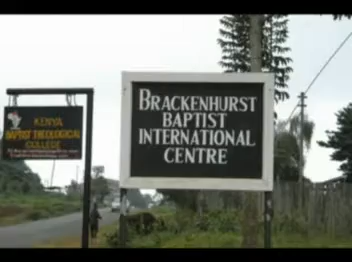 KENYA
BAPTIST THEOLOGICAL
COLLEGE
BRACKENHURST
BAPTIST
INTERNATIONAL
CENTRE